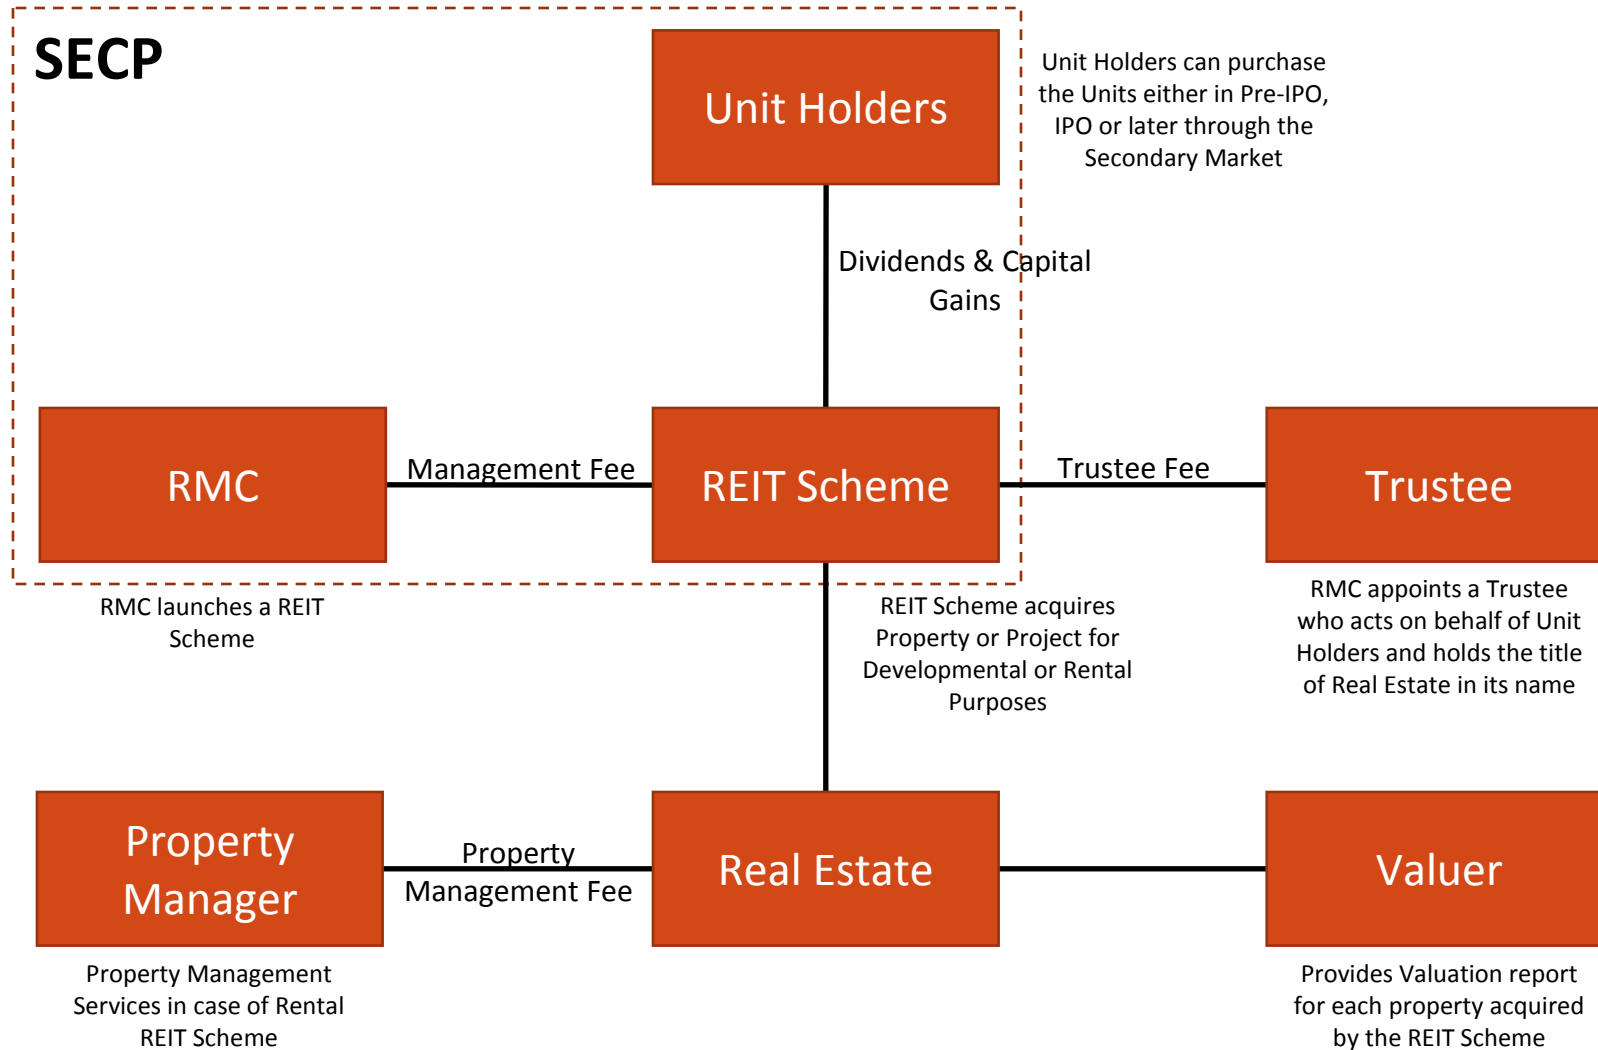 SECP
Unit Holders
Unit Holders can purchase
the Units either in Pre-IPO,
IPO or later through the
Secondary Market
Dividends & Capital
Gains
RMC
Management Fee
REIT Scheme
Trustee Fee
Trustee
RMC launches a REIT
Scheme
REIT Scheme acquires
Property or Project for
Developmental or Rental
Purposes
RMC appoints a Trustee
who acts on behalf of Unit
Holders and holds the title
of Real Estate in its name
Property
Manager
Property
Management Fee
Real Estate
Valuer
Property Management
Services in case of Rental
REIT Scheme
Provides Valuation report
for each property acquired
by the REIT Scheme